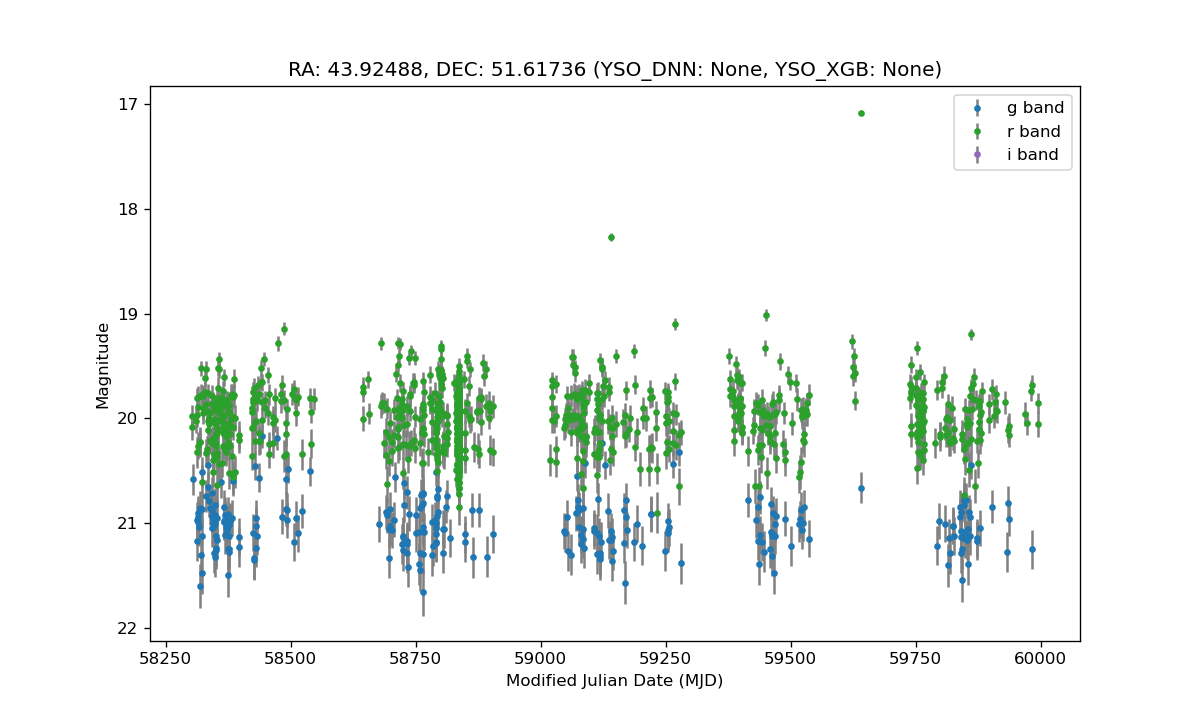 RA: 43.92488, DEC: 51.61736 (YSO_DNN: None, YSO_XGB: None)
g band
r band
i band
17
18
19
20
21
22
Magnitude
58250 58500 58750 59000 59250 59500 59750 60000
Modified Julian Date (MJD)